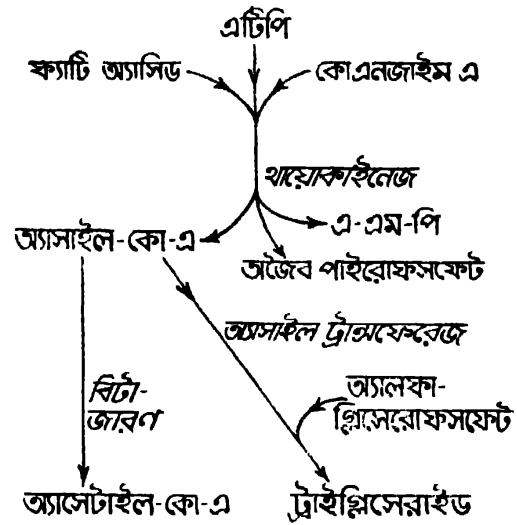 এটিপি
ফ্যাটি অ্যাসিড
কোএনজাইম এ
থায়োকাইনেজ
এ-এম-পি
অ্যাসাইল-কো-এ
অজৈব পাইরোফসফেট
অ্যাসাইল ট্রান্সফেরেজ
বিটা-
জারণ
অ্যালফা-
গ্লিসেরোফসফেট
অ্যাসেটাইল-কো-এ
ট্রাইগ্লিসেরাইড